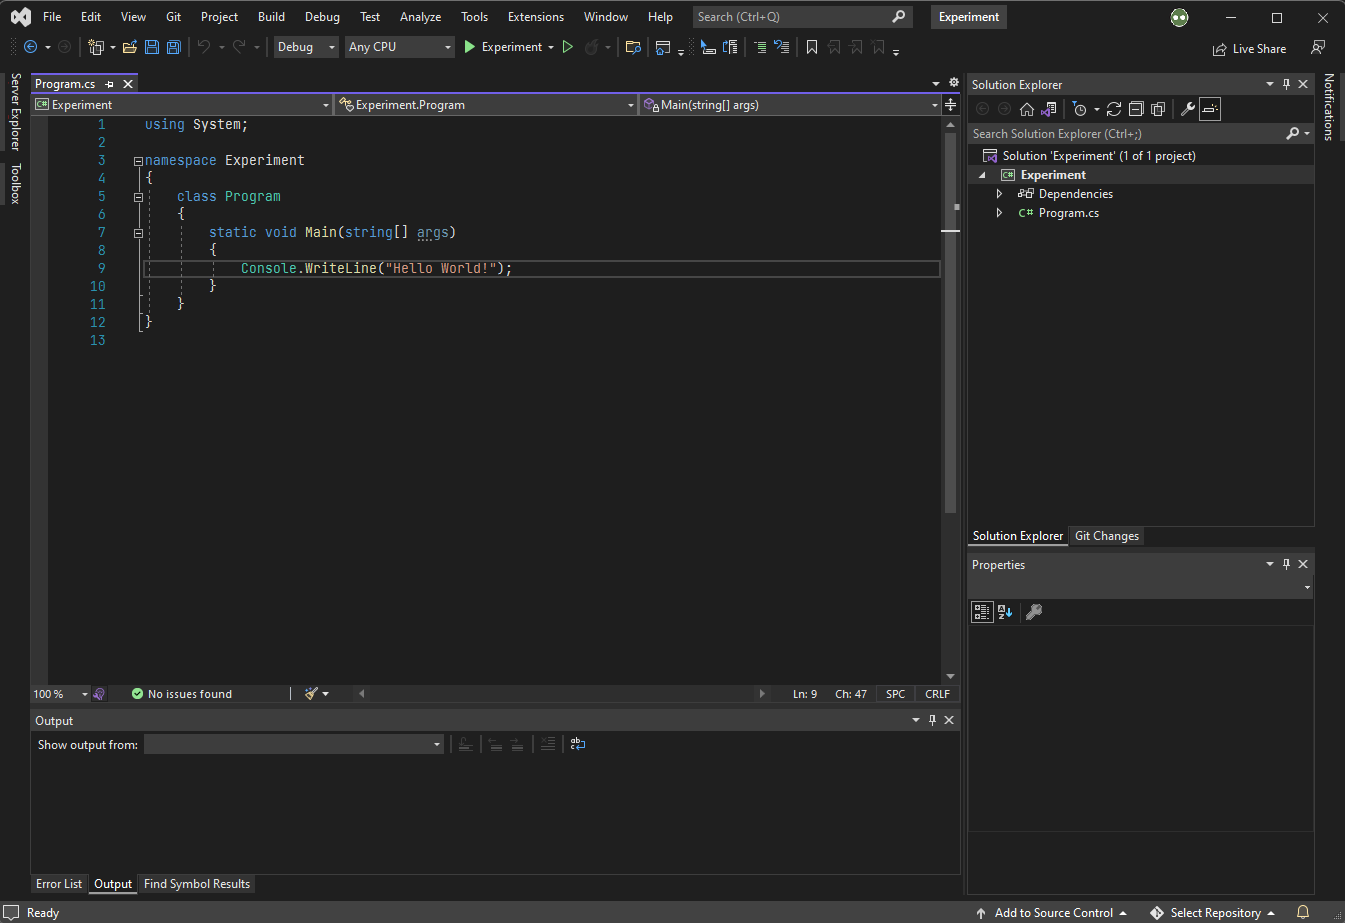 File Edit View Git Project Build Debug Test Analyze Tools Extensions Window Help Search (Ctrl+Q) Experiment
Debug Any CPU Experiment Live Share
Server Explorer
Toolbox
Program.cs
Experiment Experiment.Program Main(string[] args)
1 using System;
2
3 namespace Experiment
4 {
5 class Program
6 {
7 static void Main(string[] args)
8 {
9 Console.WriteLine("Hello World!");
10 }
11 }
12 }
13
100 % No issues found Ln: 9 Ch: 47 SPC CRLF
Output
Show output from:
Error List Output Find Symbol Results
Solution Explorer
Search Solution Explorer (Ctrl+;)
Solution 'Experiment' (1 of 1 project)
C# Experiment
Dependencies
C# Program.cs
Solution Explorer Git Changes
Properties
Notifications
Ready Add to Source Control Select Repository